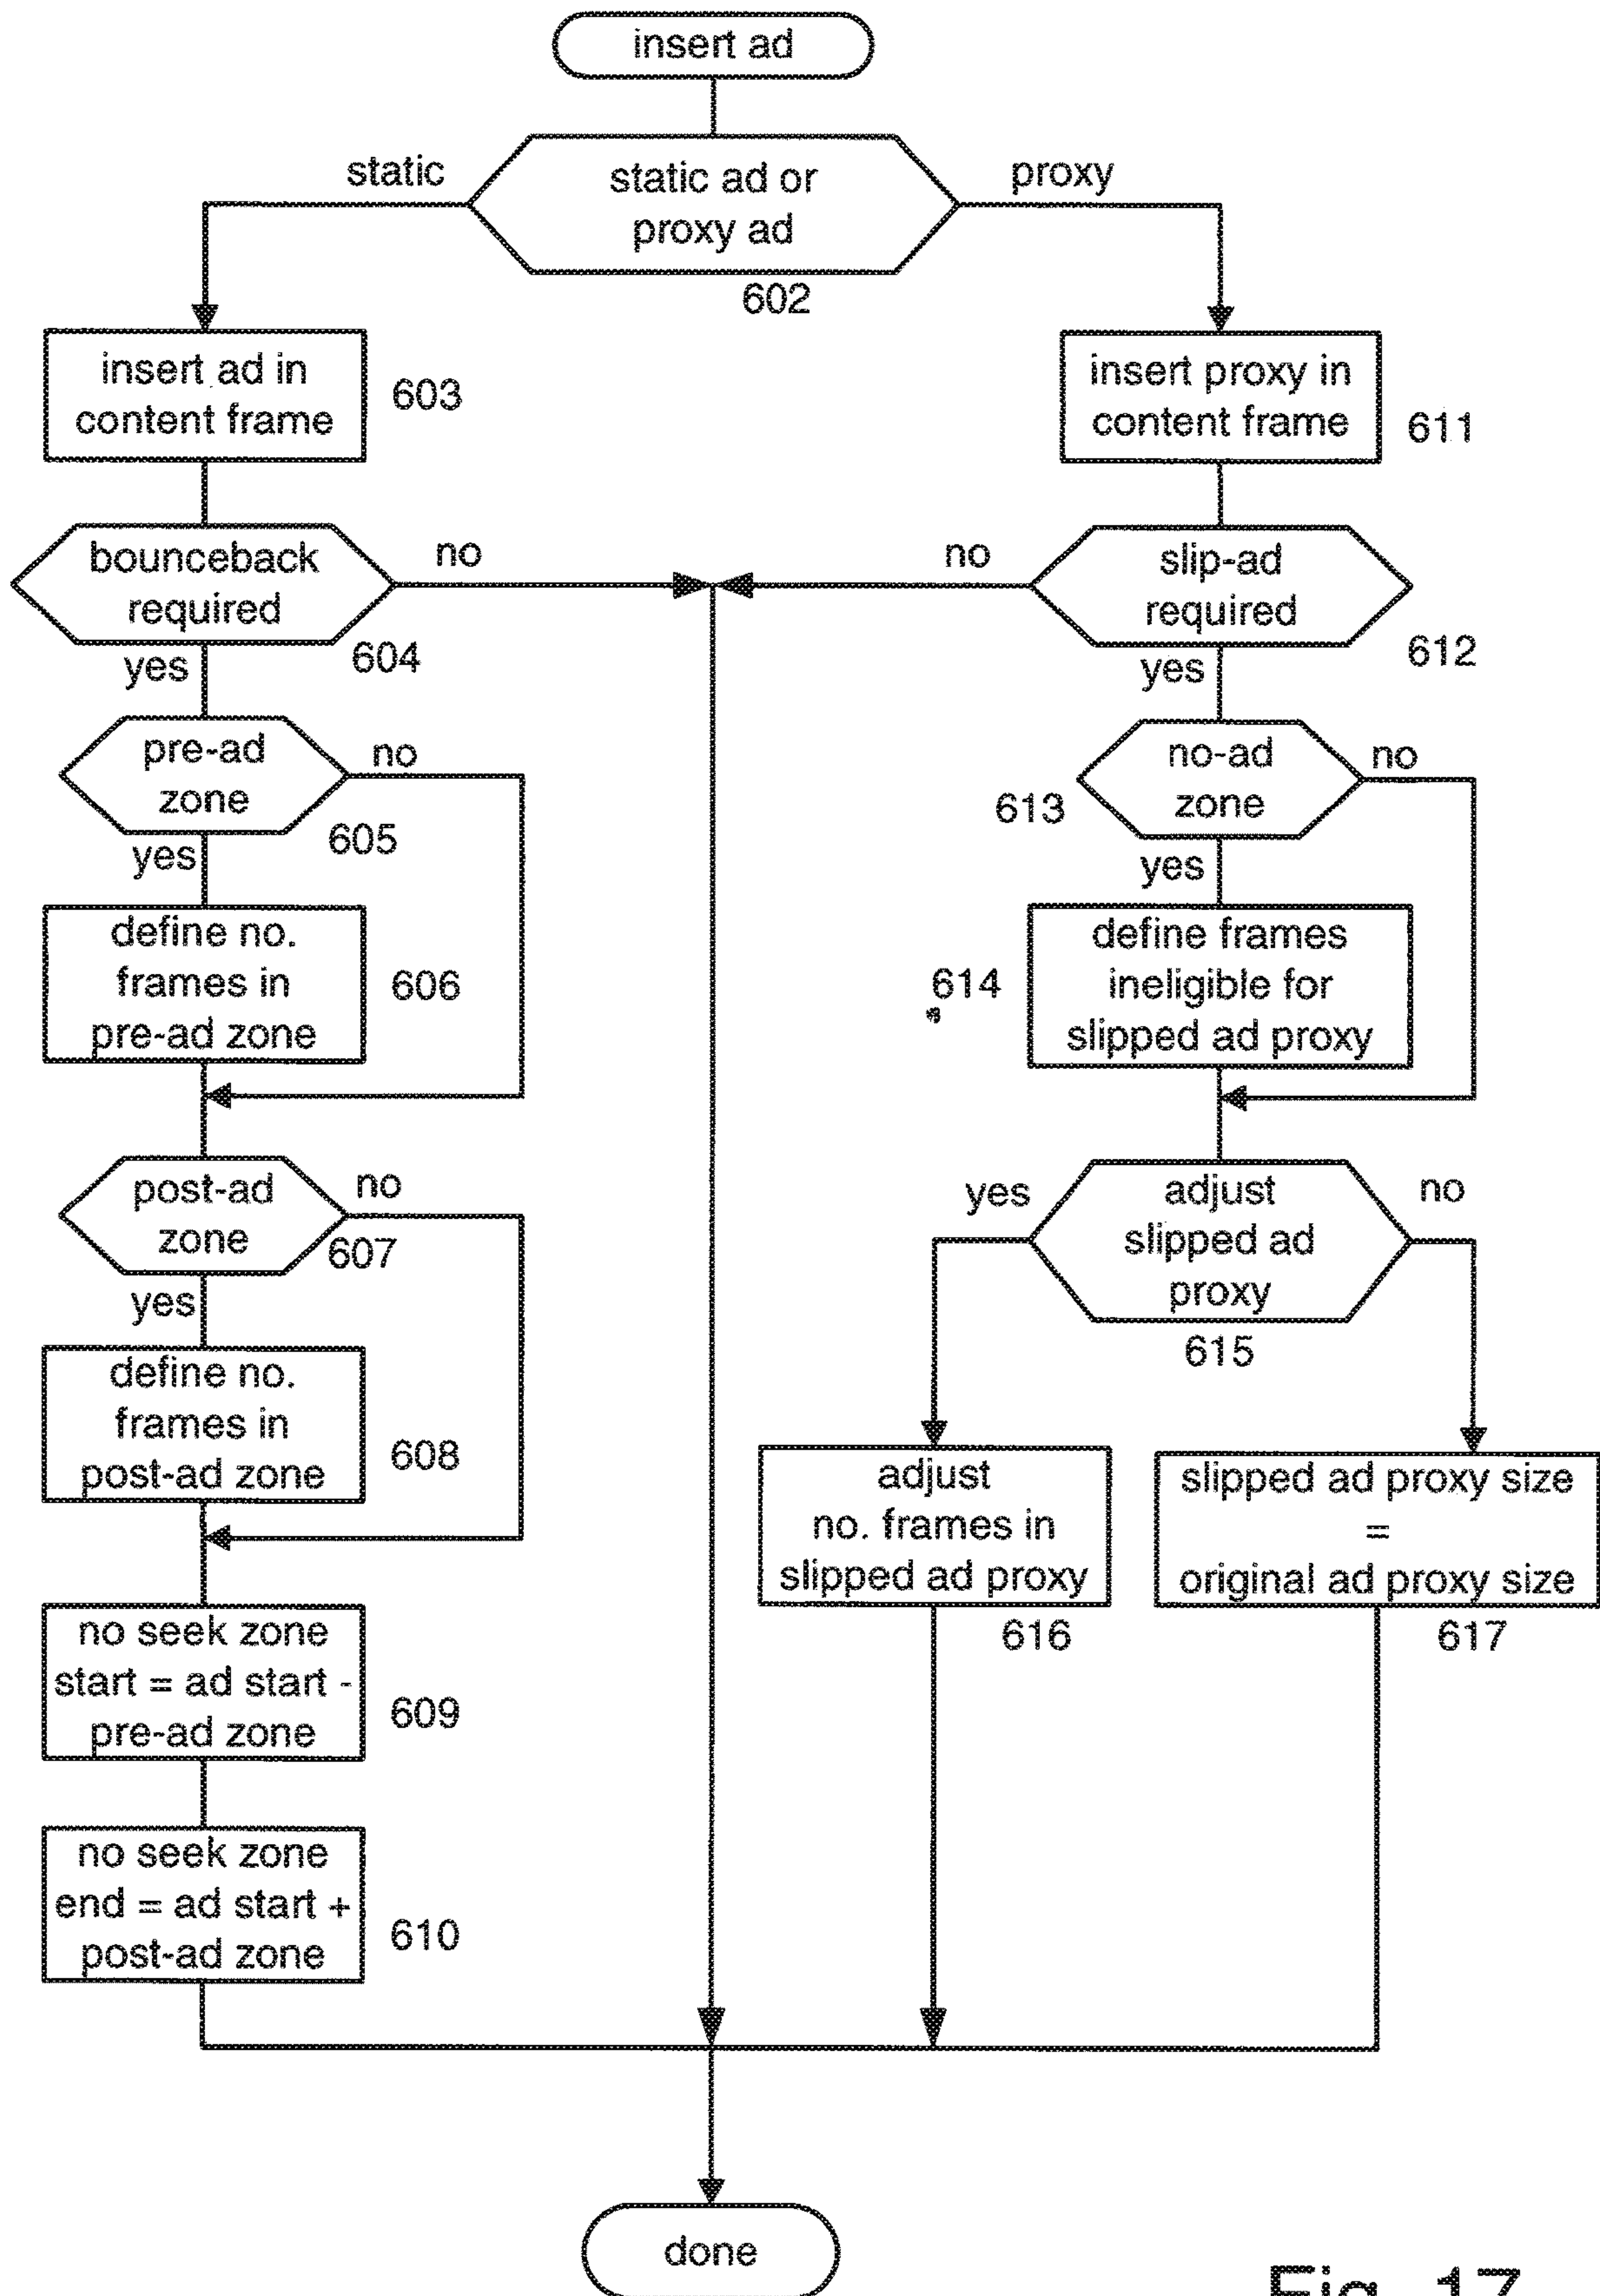 insert ad
static
static ad or
proxy ad
proxy
602
insert ad in
content frame
603
insert proxy in
content frame
611
bounceback
required
no
604
yes
no
slip-ad
required
612
yes
pre-ad
zone
no
605
yes
no-ad
zone
no
613
yes
define no.
frames in
pre-ad zone
606
define frames
ineligible for
slipped ad proxy
614
post-ad
zone
no
607
yes
yes
adjust
slipped ad
proxy
no
615
define no.
frames in
post-ad zone
608
adjust
no. frames in
slipped ad proxy
616
slipped ad proxy size
=
original ad proxy size
617
no seek zone
start = ad start -
pre-ad zone
609
no seek zone
end = ad start +
post-ad zone
610
done
Fig. 17